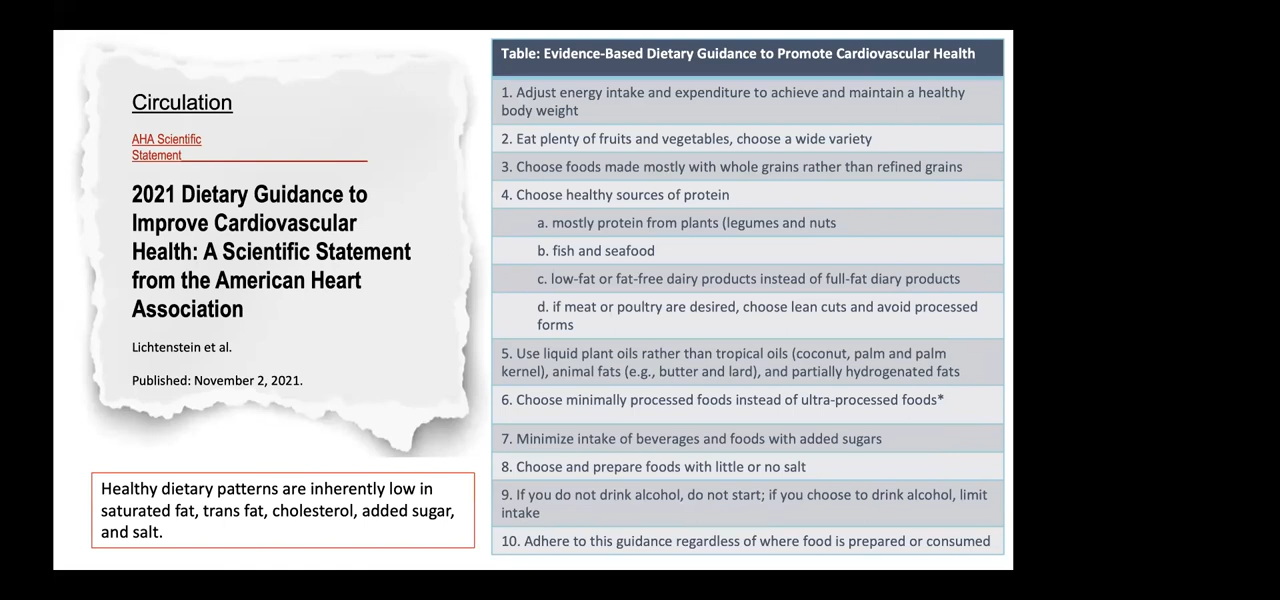 Circulation
AHA Scientific
Statement
2021 Dietary Guidance to
Improve Cardiovascular
Health: A Scientific Statement
from the American Heart
Association
Lichtenstein et al.
Published: November 2, 2021.
Healthy dietary patterns are inherently low in
saturated fat, trans fat, cholesterol, added sugar,
and salt.
Table: Evidence-Based Dietary Guidance to Promote Cardiovascular Health
1. Adjust energy intake and expenditure to achieve and maintain a healthy
body weight
2. Eat plenty of fruits and vegetables, choose a wide variety
3. Choose foods made mostly with whole grains rather than refined grains
4. Choose healthy sources of protein
a. mostly protein from plants (legumes and nuts
b. fish and seafood
c. low-fat or fat-free dairy products instead of full-fat diary products
d. if meat or poultry are desired, choose lean cuts and avoid processed
forms
5. Use liquid plant oils rather than tropical oils (coconut, palm and palm
kernel), animal fats (e.g., butter and lard), and partially hydrogenated fats
6. Choose minimally processed foods instead of ultra-processed foods*
7. Minimize intake of beverages and foods with added sugars
8. Choose and prepare foods with little or no salt
9. If you do not drink alcohol, do not start; if you choose to drink alcohol, limit
intake
10. Adhere to this guidance regardless of where food is prepared or consumed